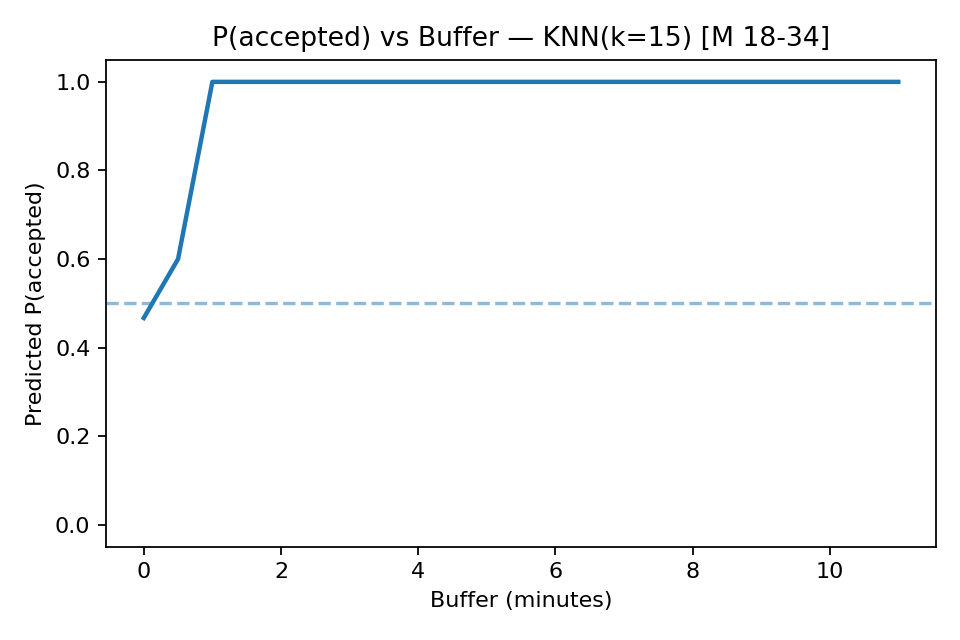 P(accepted) vs Buffer — KNN(k=15) [M 18-34]
Predicted P(accepted)
1.0
0.8
0.6
0.4
0.2
0.0
0 2 4 6 8 10
Buffer (minutes)